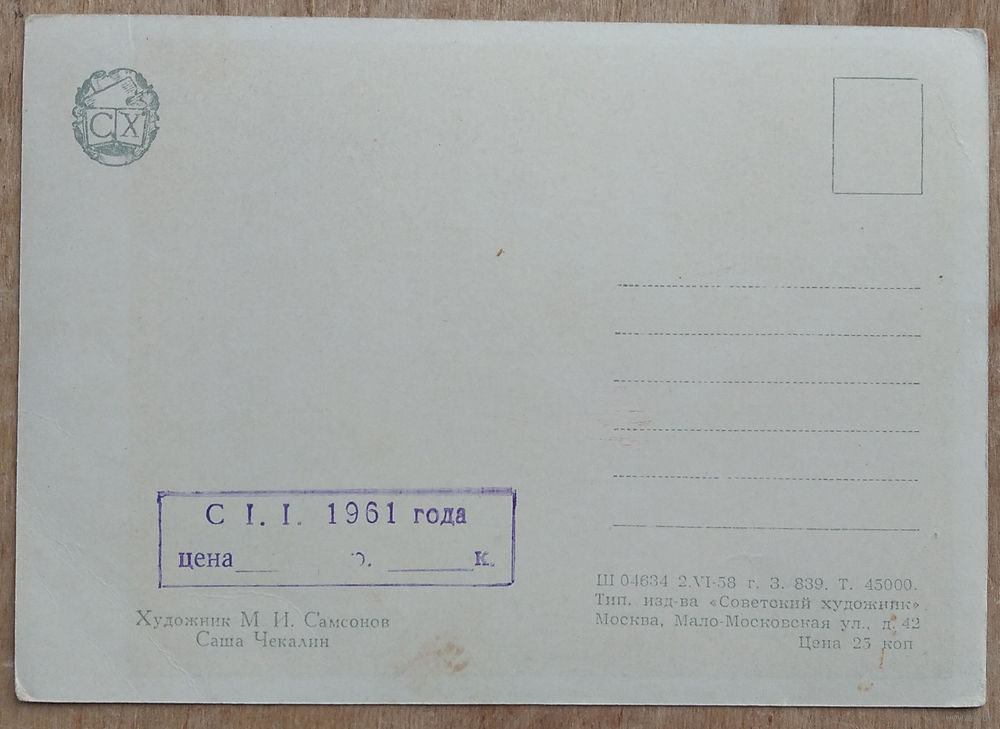 СХ
С I. I. 1961 года
цена р. к.
Художник М. И. Самсонов
Саша Чекалин
Ш 04634 2.VI-58 г. З. 839. Т. 45000.
Тип. изд-ва «Советский художник»
Москва, Мало-Московская ул., д. 42
Цена 25 коп